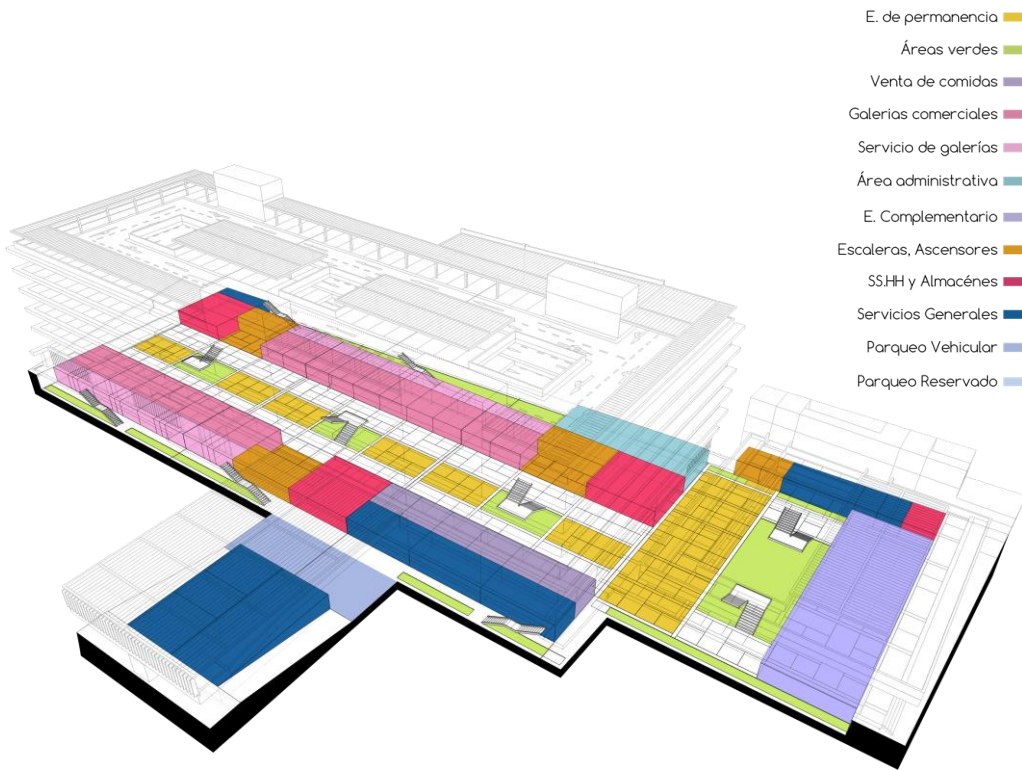 E. de permanencia
Áreas verdes
Venta de comidas
Galerias comerciales
Servicio de galerías
Área administrativa
E. Complementario
Escaleras, Ascensores
SS.HH y Almacénes
Servicios Generales
Parqueo Vehicular
Parqueo Reservado